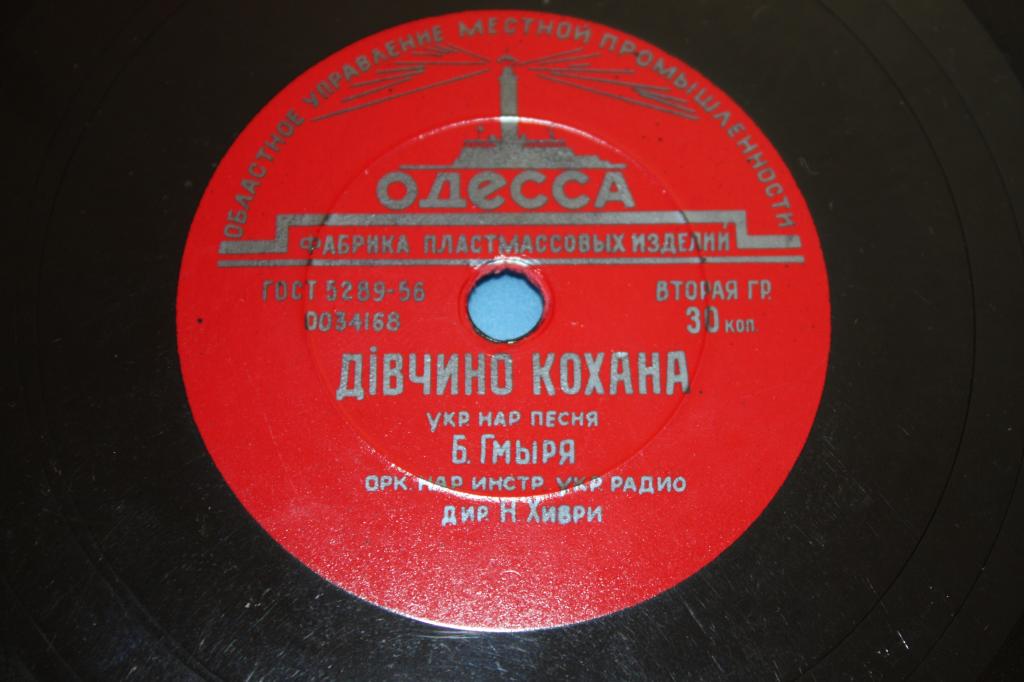 ОБЛАСТНОЕ УПРАВЛЕНИЕ МЕСТНОЙ ПРОМЫШЛЕННОСТИ
ОДЕССА
ФАБРИКА ПЛАСТМАССОВЫХ ИЗДЕЛИЙ
ГОСТ 5289-56
0034168
ВТОРАЯ ГР.
30 КОП.
ДІВЧИНО КОХАНА
УКР. НАР. ПЕСНЯ
Б. ГМЫРЯ
ОРК. НАР. ИНСТР. УКР. РАДИО
ДИР. Н. ХИВРИ